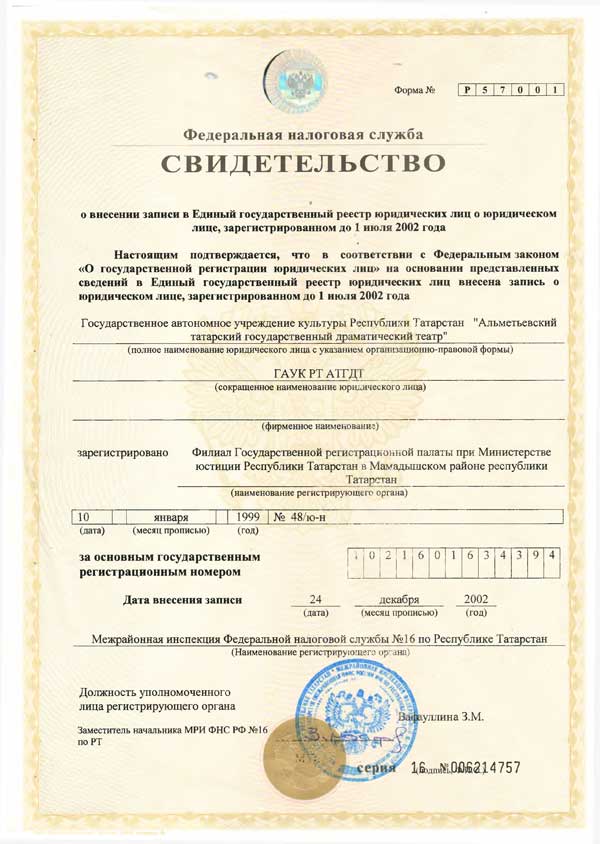 Форма № Р 5 7 0 0 1
Федеральная налоговая служба
СВИДЕТЕЛЬСТВО
о внесении записи в Единый государственный реестр юридических лиц о юридическом
лице, зарегистрированном до 1 июля 2002 года
Настоящим подтверждается, что в соответствии с Федеральным законом
«О государственной регистрации юридических лиц» на основании представленных
сведений в Единый государственный реестр юридических лиц внесена запись о
юридическом лице, зарегистрированном до 1 июля 2002 года
Государственное автономное учреждение культуры Республики Татарстан "Альметьевский
татарский государственный драматический театр"
(полное наименование юридического лица с указанием организационно-правовой формы)
ГАУК РТ АТГДТ
(сокращенное наименование юридического лица)
(фирменное наименование)
зарегистрировано Филиал Государственной регистрационной палаты при Министерстве
юстиции Республики Татарстан в Мамадышском районе республики
Татарстан
(наименование регистрирующего органа)
10 января 1999 № 48/ю-н
(дата) (месяц прописью) (год)
за основным государственным
регистрационным номером 1 0 2 1 6 0 1 6 3 4 3 9 4
Дата внесения записи 24 декабря 2002
(дата) (месяц прописью) (год)
Межрайонная инспекция Федеральной налоговой службы №16 по Республике Татарстан
(Наименование регистрирующего органа)
Должность уполномоченного
лица регистрирующего органа
Вафауллина З.М.
Заместитель начальника МРИ ФНС РФ №16
по РТ
серия 16 №006214757